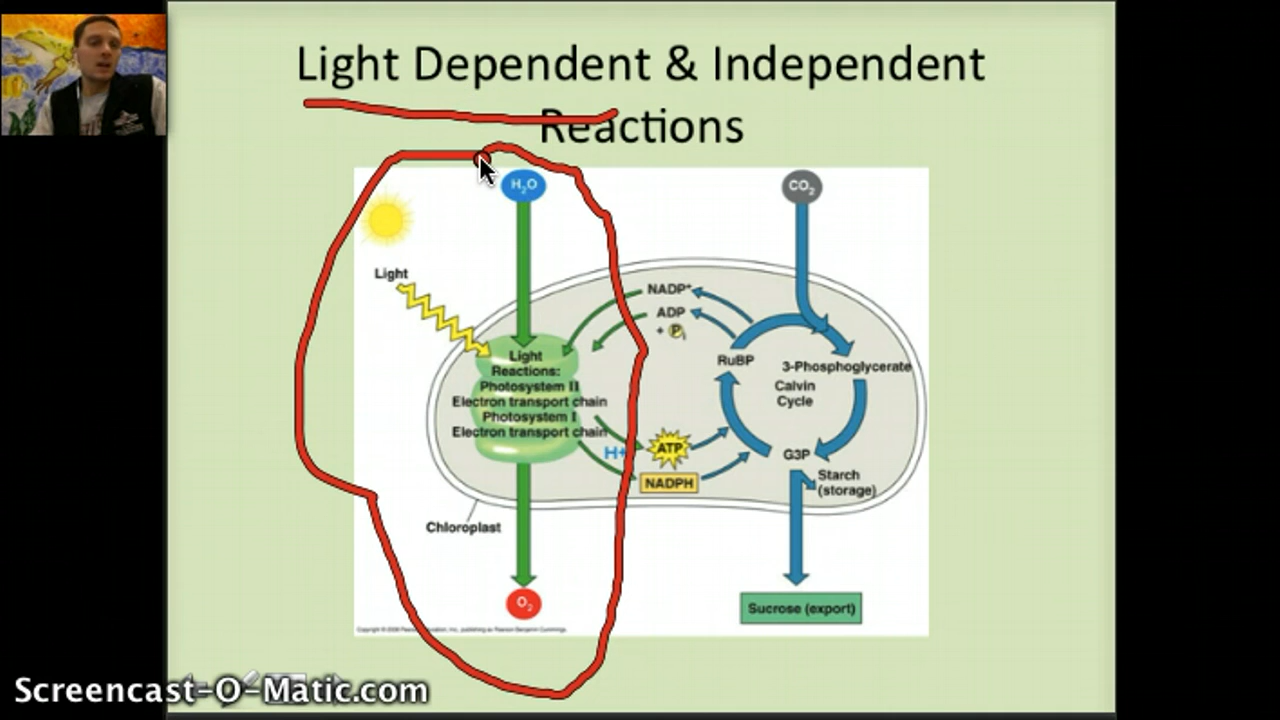 Light Dependent & Independent
Reactions
H₂O
CO₂
Light
NADP⁺
ADP
+ Pᵢ
Light
Reactions:
Photosystem II
Electron transport chain
Photosystem I
Electron transport chain
RuBP
3-Phosphoglycerate
Calvin
Cycle
H+
ATP
NADPH
G3P
Starch
(storage)
Chloroplast
O₂
Sucrose (export)
Screencast-O-Matic.com